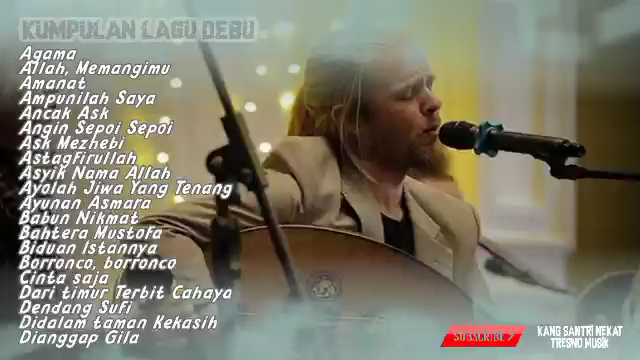 KUMPULAN LAGU DEBU
Agama
Allah, Memangimu
Amanat
Ampunilah Saya
Ancak Ask
Angin Sepoi Sepoi
Ask Mezhebi
Astagfirullah
Asyik Nama Allah
Ayolah Jiwa Yang Tenang
Ayunan Asmara
Babun Nikmat
Bahtera Mustofa
Biduan Istannya
Borronco, borronco
Cinta saja
Dari timur Terbit Cahaya
Dendang Sufi
Didalam taman Kekasih
Dianggap Gila
SUBSCRIBE
KANG SANTRI NEKAT
TRESNO MUSIK